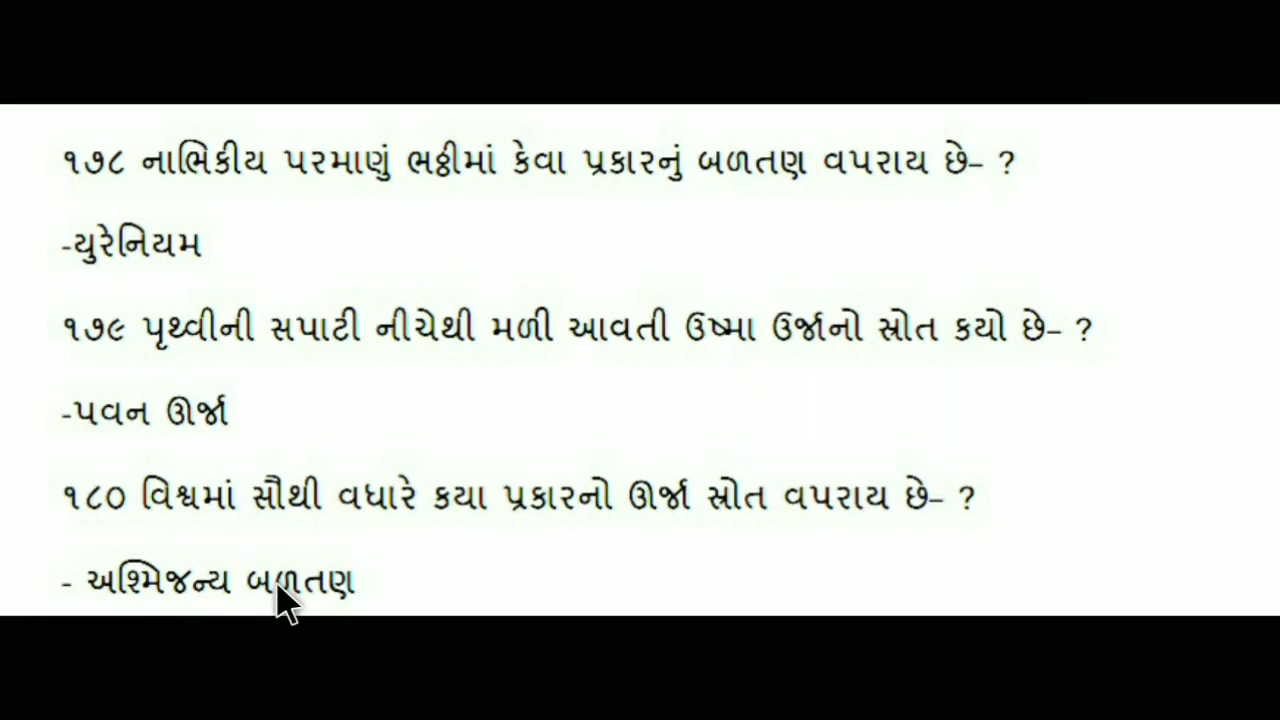 ૧૭૮ નાભિકીય પરમાણું ભઠ્ઠીમાં કેવા પ્રકારનું બળતણ વપરાય છે– ?
-યુરેનિયમ
૧૭૯ પૃથ્વીની સપાટી નીચેથી મળી આવતી ઉષ્મા ઉર્જાનો સ્રોત કયો છે– ?
-પવન ઊર્જા
૧૮૦ વિશ્વમાં સૌથી વધારે કયા પ્રકારનો ઊર્જા સ્રોત વપરાય છે– ?
- અશ્મિજન્ય બળતણ